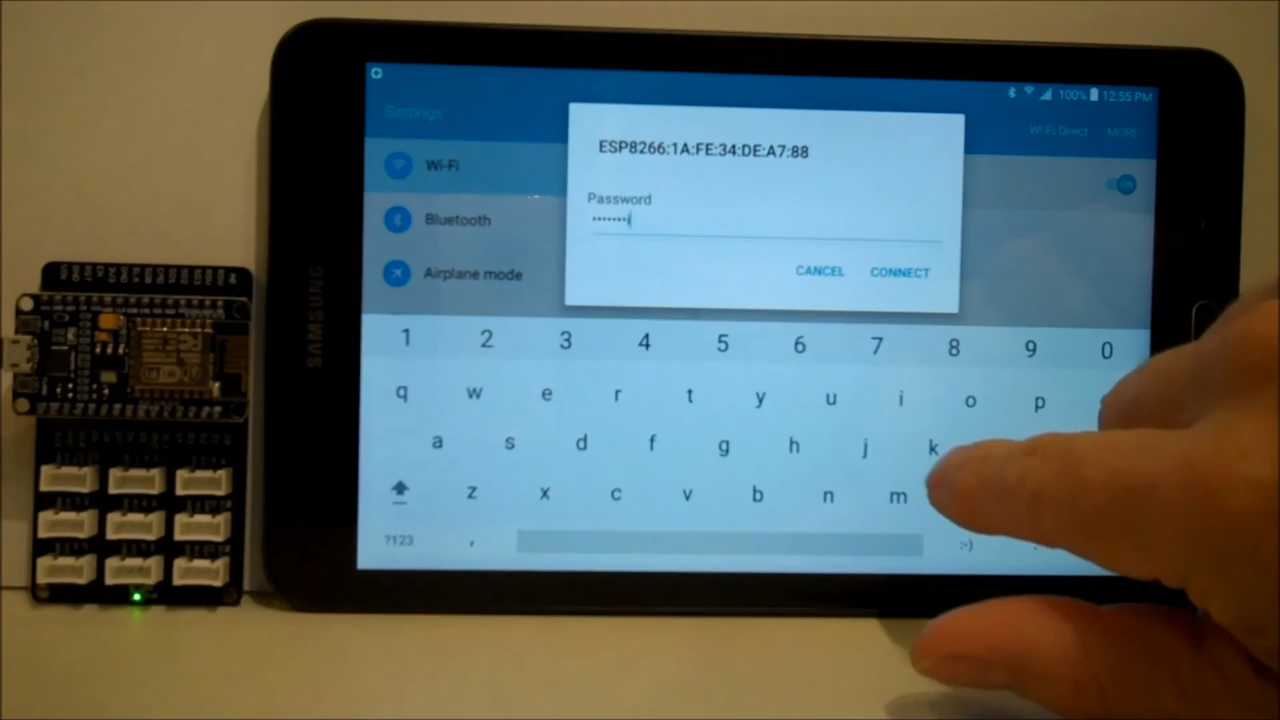 100% 12:55 PM
Settings
Wi-Fi Direct MORE
ESP8266:1A:FE:34:DE:A7:88
Wi-Fi
Password
•••••••
Bluetooth
CANCEL CONNECT
Airplane mode
SAMSUNG
1 2 3 4 5 6 7 8 9 0
q w e r t y u i o p
a s d f g h j k
z x c v b n m
?123 , :-)